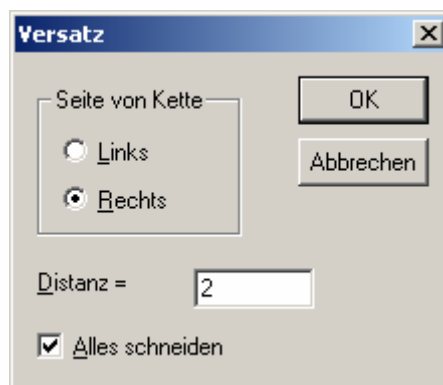 Versatz
Seite von Kette
Links
Rechts
OK
Abbrechen
Distanz = 2
Alles schneiden